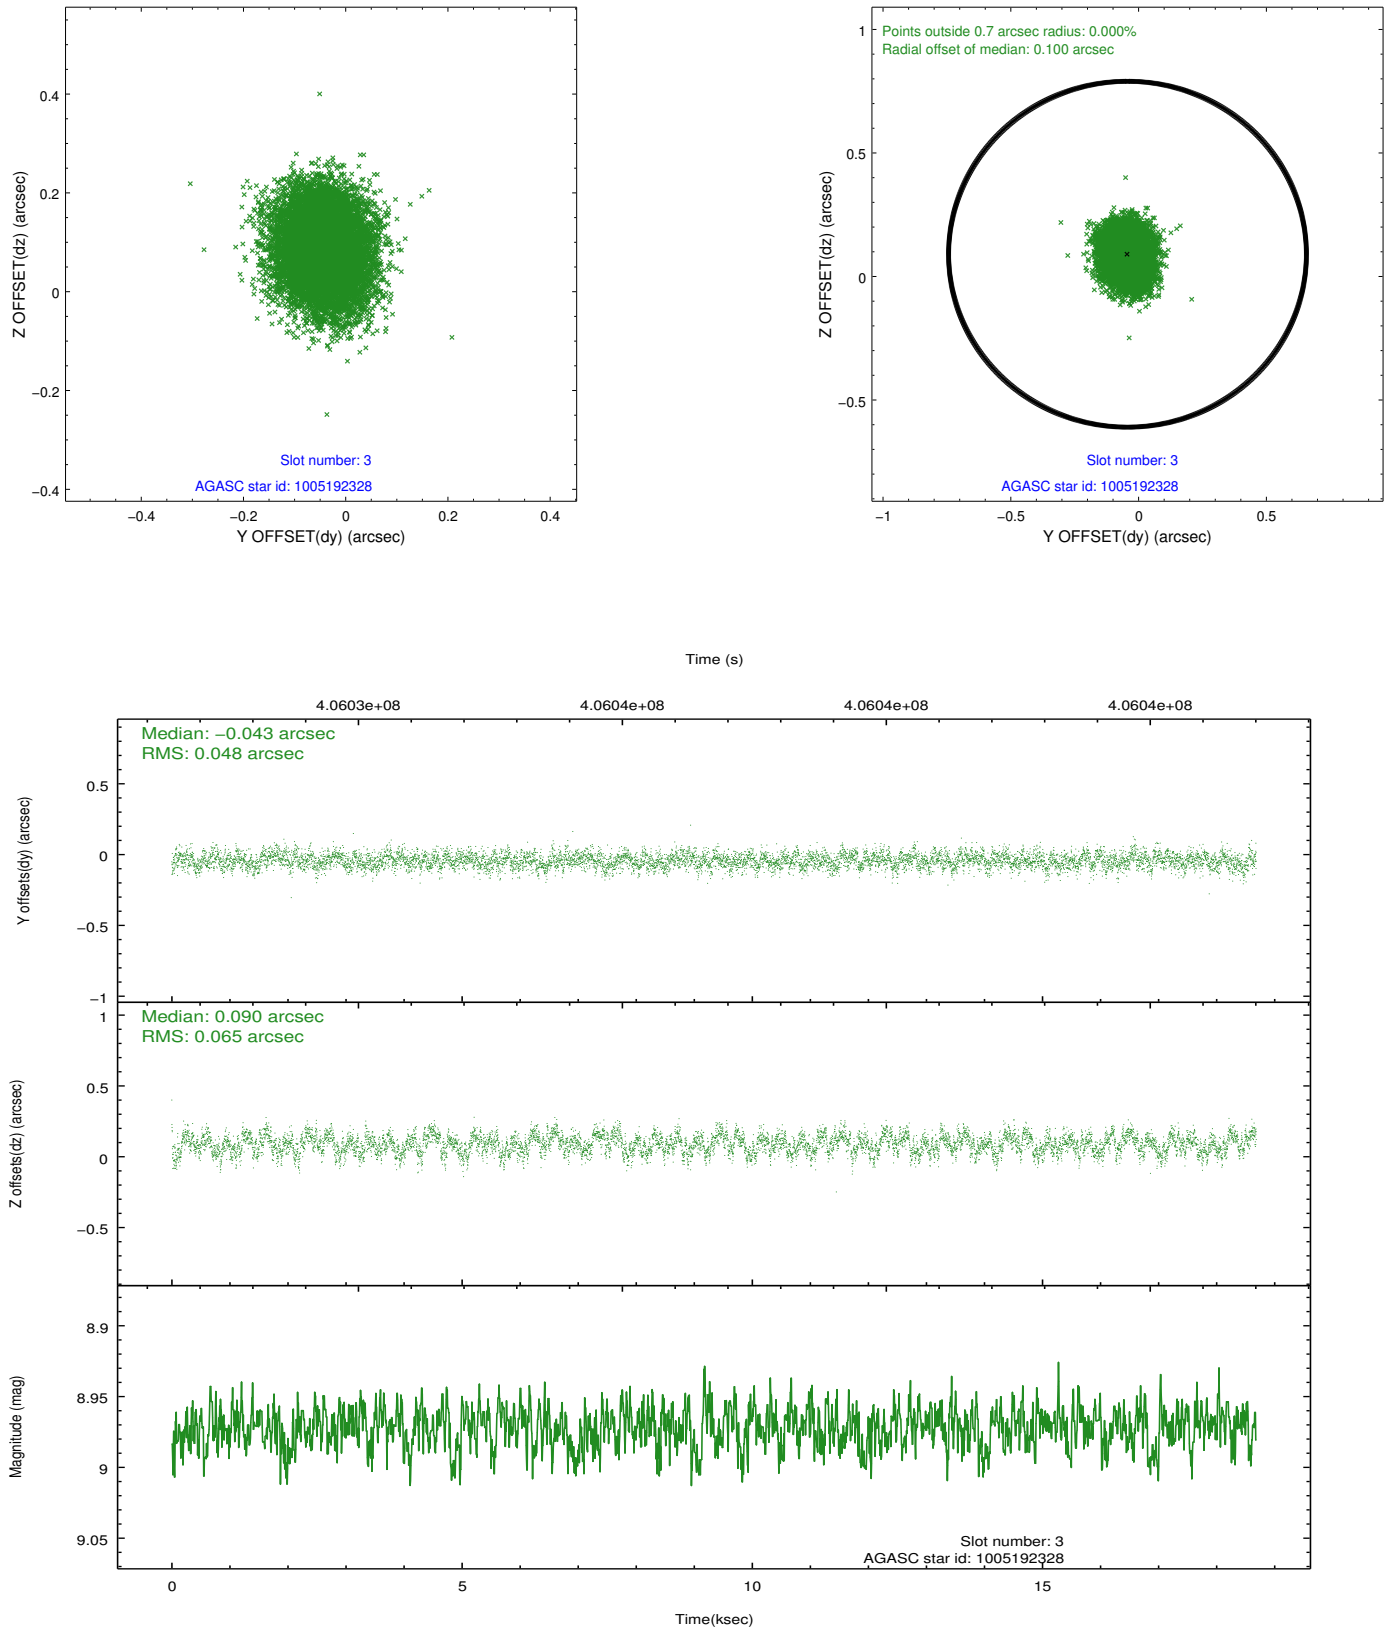 0.4
0.2
0
−0.2
−0.4
Z OFFSET(dz) (arcsec)
Slot number: 3
AGASC star id: 1005192328
−0.4
−0.2
0
0.2
0.4
Y OFFSET(dy) (arcsec)
Points outside 0.7 arcsec radius: 0.000%
Radial offset of median: 0.100 arcsec
1
0.5
0
−0.5
Z OFFSET(dz) (arcsec)
Slot number: 3
AGASC star id: 1005192328
−1
−0.5
0
0.5
Y OFFSET(dy) (arcsec)
Time (s)
4.0603e+08
4.0604e+08
4.0604e+08
4.0604e+08
Median: −0.043 arcsec
RMS: 0.048 arcsec
0.5
0
−0.5
−1
Y offsets(dy) (arcsec)
Median: 0.090 arcsec
RMS: 0.065 arcsec
1
0.5
0
−0.5
Z offsets(dz) (arcsec)
8.9
8.95
9
9.05
Magnitude (mag)
Slot number: 3
AGASC star id: 1005192328
0
5
10
15
Time(ksec)